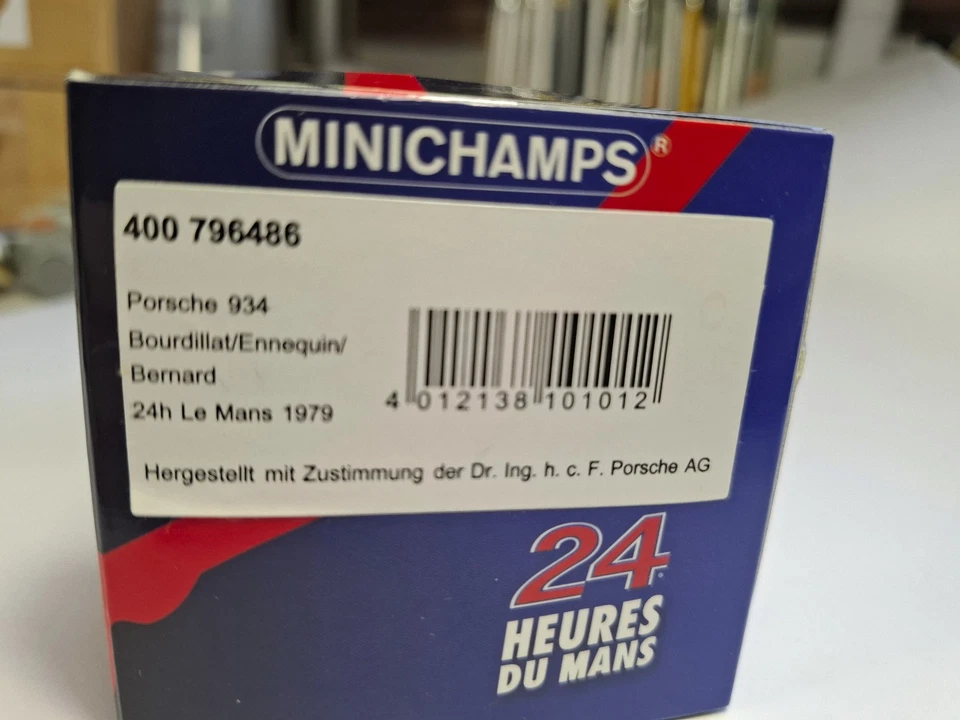 MINICHAMPS®
400 796486
Porsche 934
Bourdillat/Ennequin/
Bernard
24h Le Mans 1979
4 012138 101012
Hergestellt mit Zustimmung der Dr. Ing. h. c. F. Porsche AG
24
HEURES
DU MANS